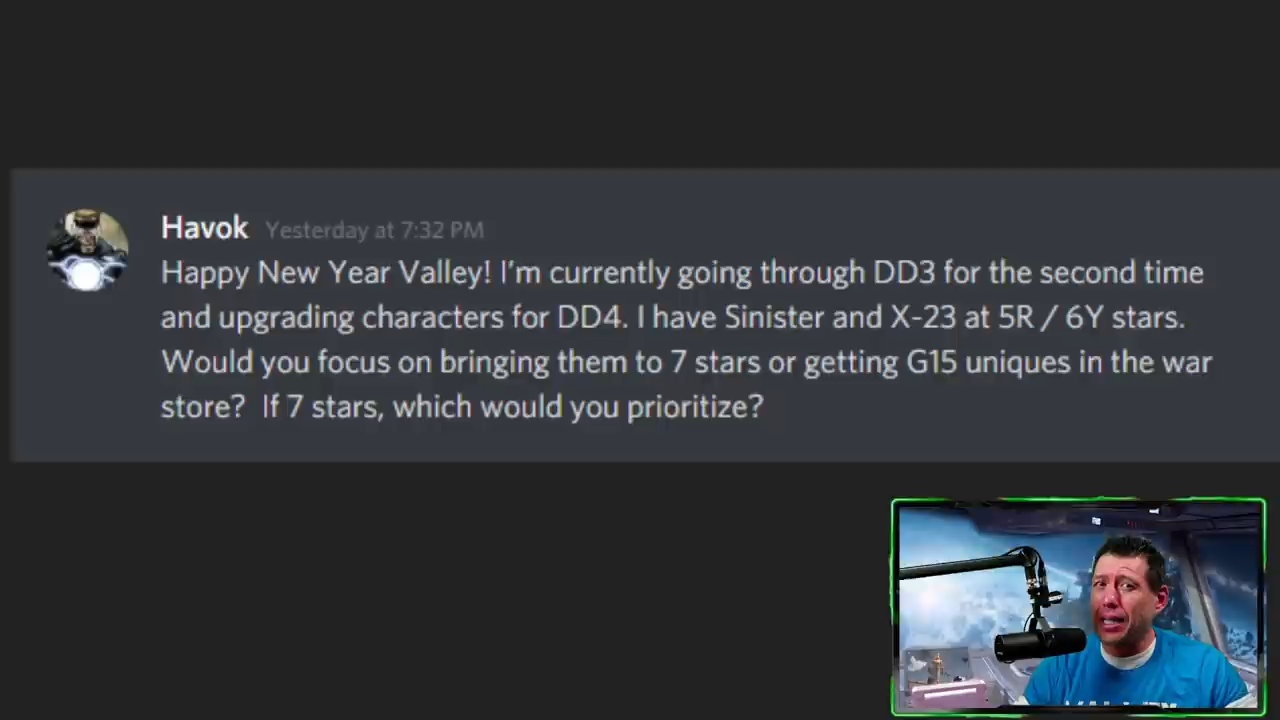 Havok Yesterday at 7:32 PM
Happy New Year Valley! I'm currently going through DD3 for the second time
and upgrading characters for DD4. I have Sinister and X-23 at 5R / 6Y stars.
Would you focus on bringing them to 7 stars or getting G15 uniques in the war
store? If 7 stars, which would you prioritize?